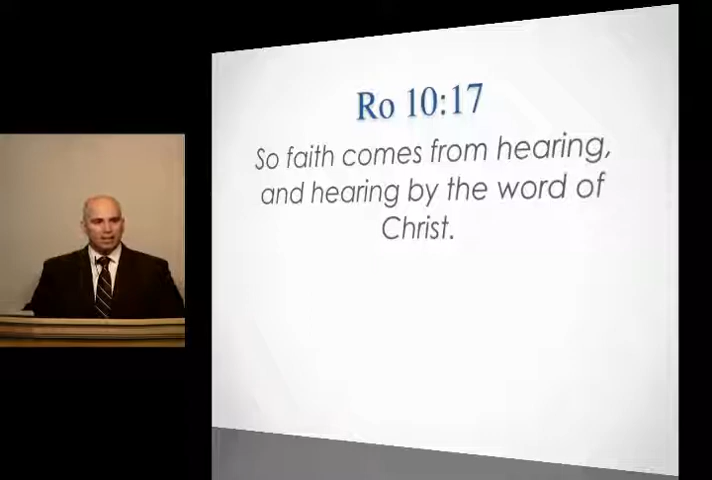 Ro 10:17
So faith comes from hearing,
and hearing by the word of
Christ.